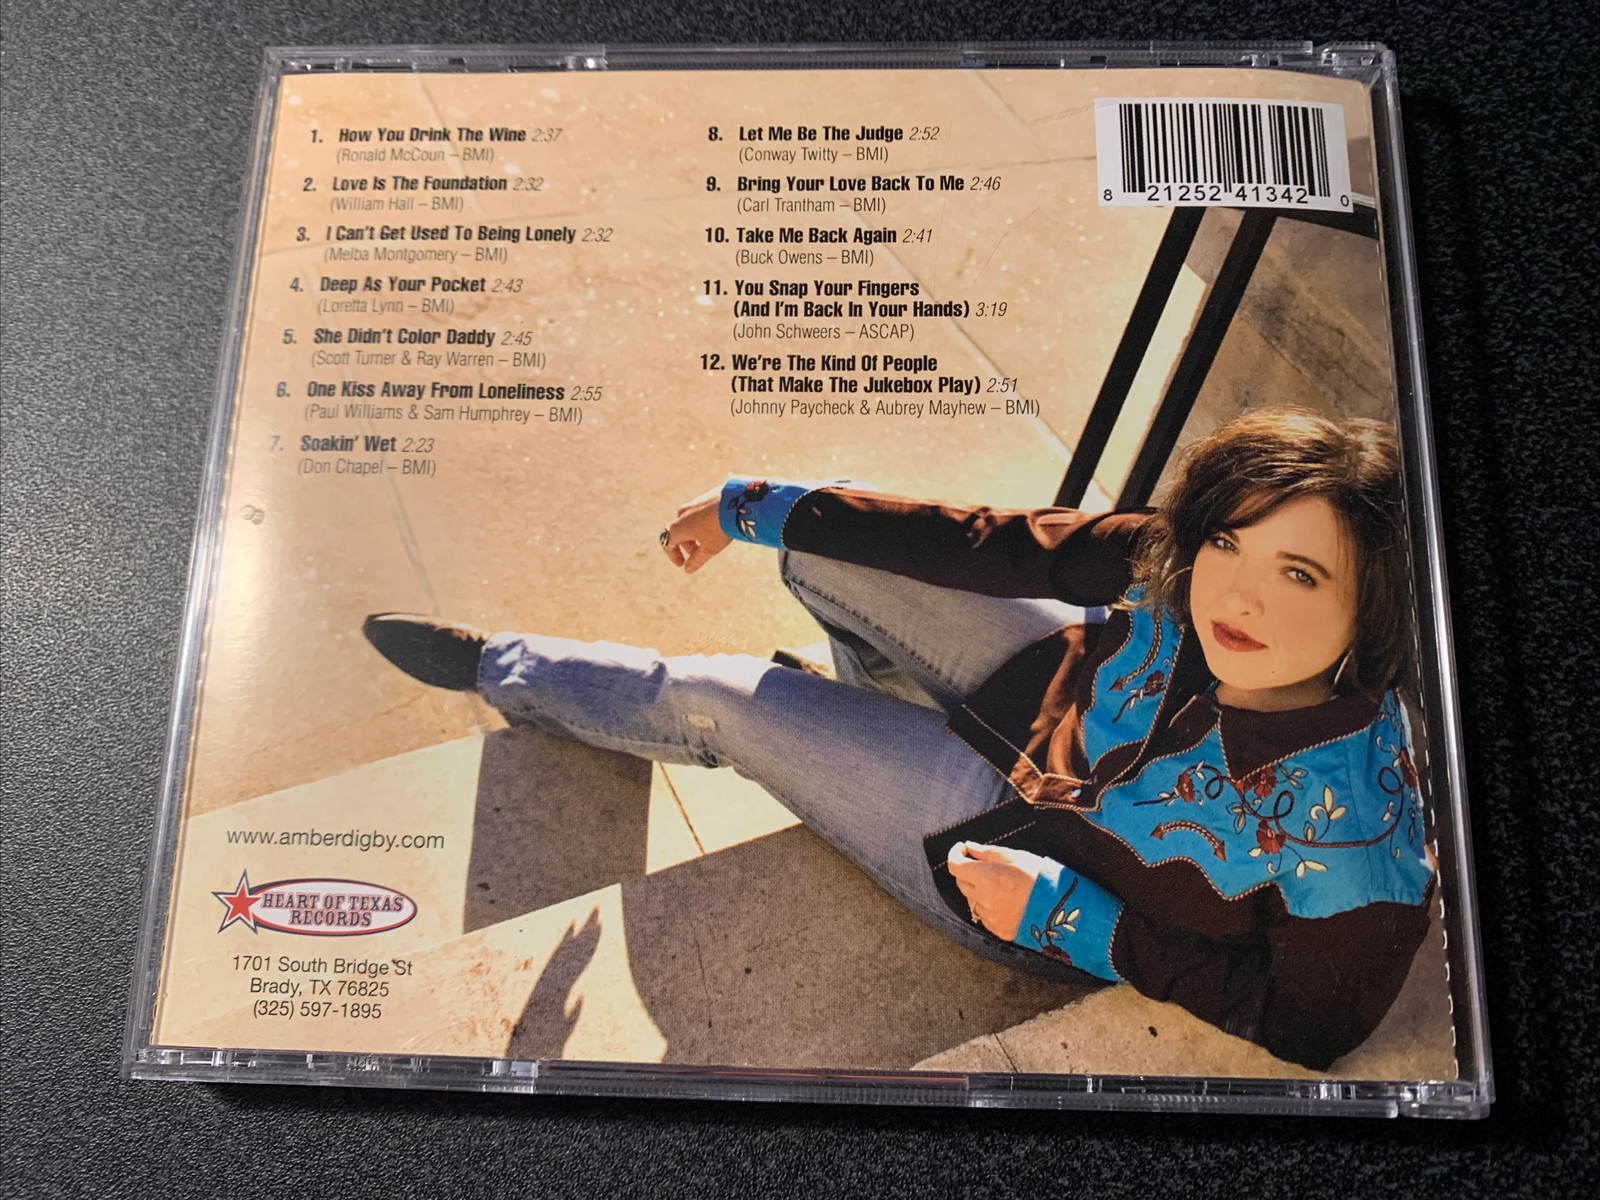 1. How You Drink The Wine 2:37
(Ronald McCoun – BMI)
2. Love Is The Foundation 2:32
(William Hall – BMI)
3. I Can't Get Used To Being Lonely 2:32
(Melba Montgomery – BMI)
4. Deep As Your Pocket 2:43
(Loretta Lynn – BMI)
5. She Didn't Color Daddy 2:45
(Scott Turner & Ray Warren – BMI)
6. One Kiss Away From Loneliness 2:55
(Paul Williams & Sam Humphrey – BMI)
7. Soakin' Wet 2:23
(Don Chapel – BMI)
8. Let Me Be The Judge 2:52
(Conway Twitty – BMI)
9. Bring Your Love Back To Me 2:46
(Carl Trantham – BMI)
10. Take Me Back Again 2:41
(Buck Owens – BMI)
11. You Snap Your Fingers
(And I'm Back In Your Hands) 3:19
(John Schweers – ASCAP)
12. We're The Kind Of People
(That Make The Jukebox Play) 2:51
(Johnny Paycheck & Aubrey Mayhew – BMI)
8 21252 41342 0
www.amberdigby.com
HEART OF TEXAS
RECORDS
1701 South Bridge St
Brady, TX 76825
(325) 597-1895